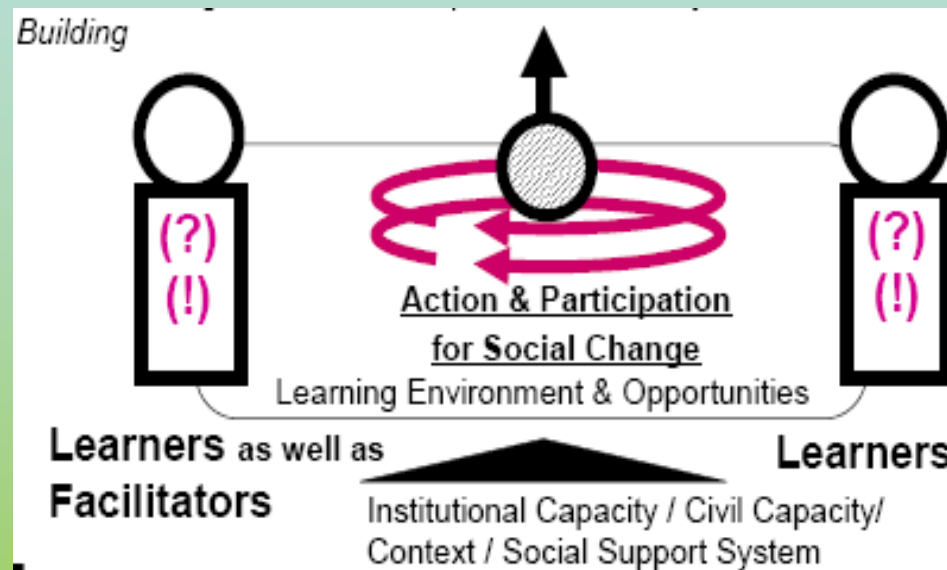 Building
(?)
(!)
(?)
(!)
Action & Participation
for Social Change
Learning Environment & Opportunities
Learners as well as
Facilitators
Learners
Institutional Capacity / Civil Capacity/
Context / Social Support System